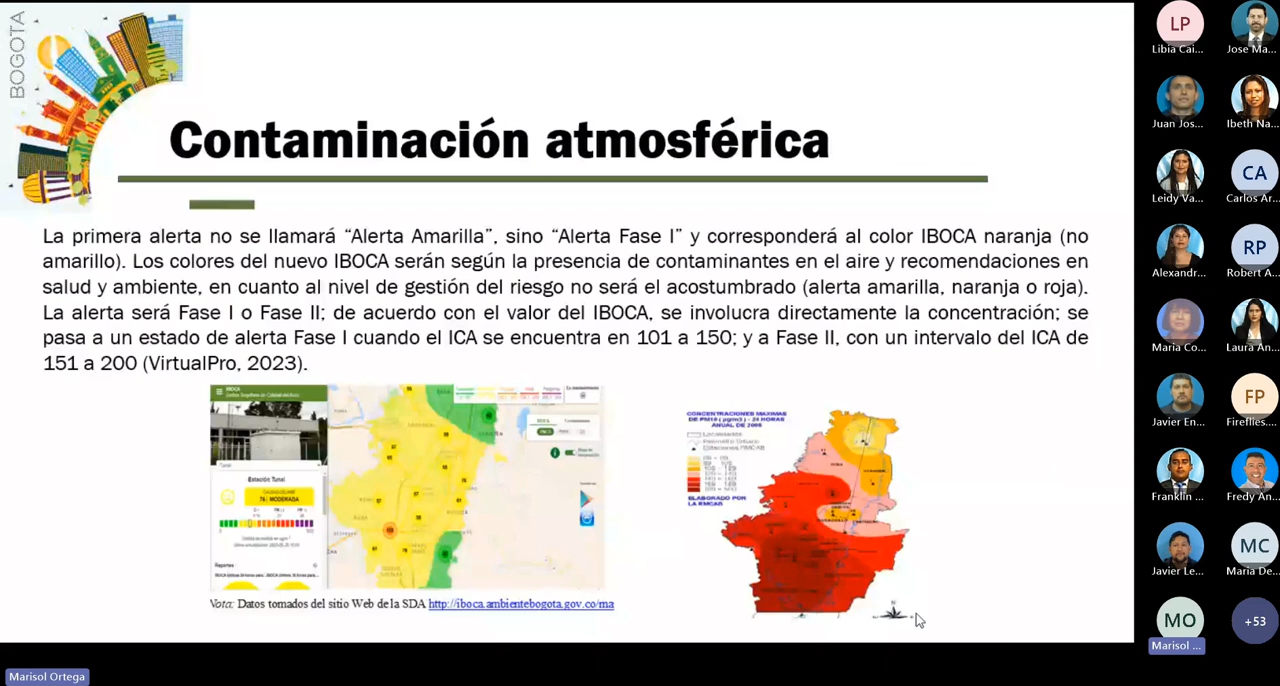 BOGOTA
Contaminación atmosférica
La primera alerta no se llamará “Alerta Amarilla”, sino “Alerta Fase I” y corresponderá al color IBOCA naranja (no
amarillo). Los colores del nuevo IBOCA serán según la presencia de contaminantes en el aire y recomendaciones en
salud y ambiente, en cuanto al nivel de gestión del riesgo no será el acostumbrado (alerta amarilla, naranja o roja).
La alerta será Fase I o Fase II; de acuerdo con el valor del IBOCA, se involucra directamente la concentración; se
pasa a un estado de alerta Fase I cuando el ICA se encuentra en 101 a 150; y a Fase II, con un intervalo del ICA de
151 a 200 (VirtualPro, 2023).
IBOCA
Tunal
Estación Tunal
76 MODERADA
Reportes
CONCENTRACIONES MAXIMAS
DE PM10 ( µg/m3 ) - 24 HORAS
ELABORADO POR
LA RMCAB
Nota: Datos tomados del sitio Web de la SDA http://iboca.ambientebogota.gov.co/ma
LP
Libia Cai...
Jose Ma...
Juan Jos...
Ibeth Na...
Leidy Va...
CA
Carlos Ar...
Alexandr...
RP
Robert A...
Maria Co...
Laura An...
Javier En...
FP
Fireflies....
Franklin ...
Fredy An...
Javier Le...
MC
Maria De...
MO
Marisol ...
+53
Marisol Ortega